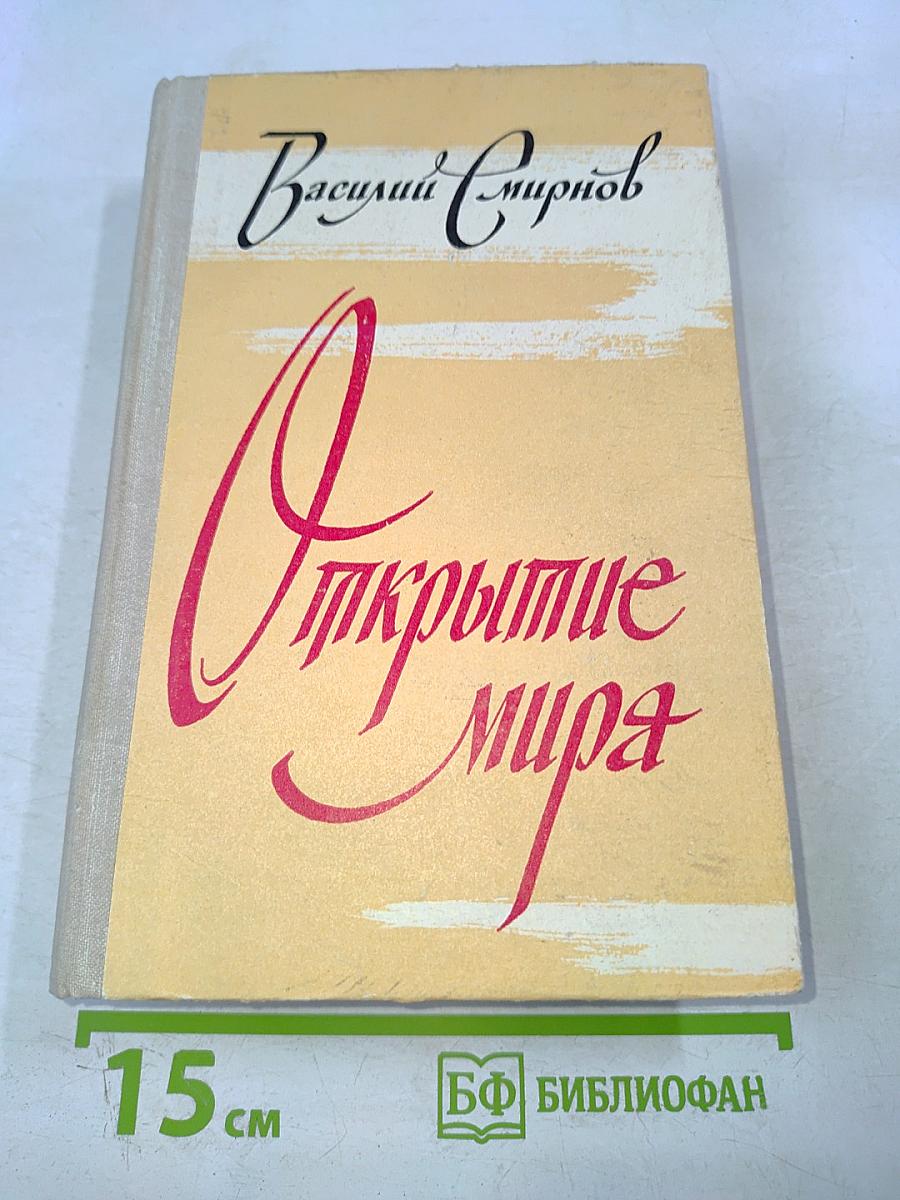 Василий Смирнов
Открытие
мира
15 см
БФ БИБЛИОФАН